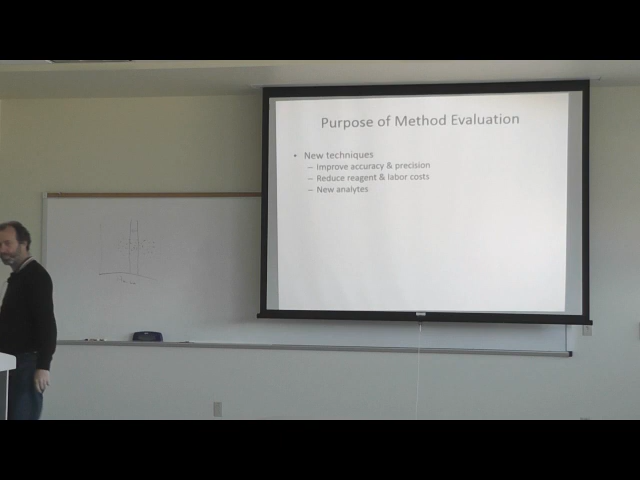 Purpose of Method Evaluation
• New techniques
– Improve accuracy & precision
– Reduce reagent & labor costs
– New analytes